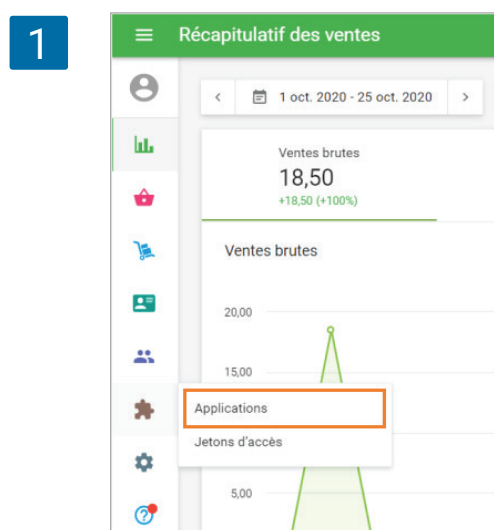 1
Récapitulatif des ventes
1 oct. 2020 - 25 oct. 2020
Ventes brutes
18,50
+18,50 (+100%)
Ventes brutes
20,00
15,00
Applications
Jetons d'accès
5,00